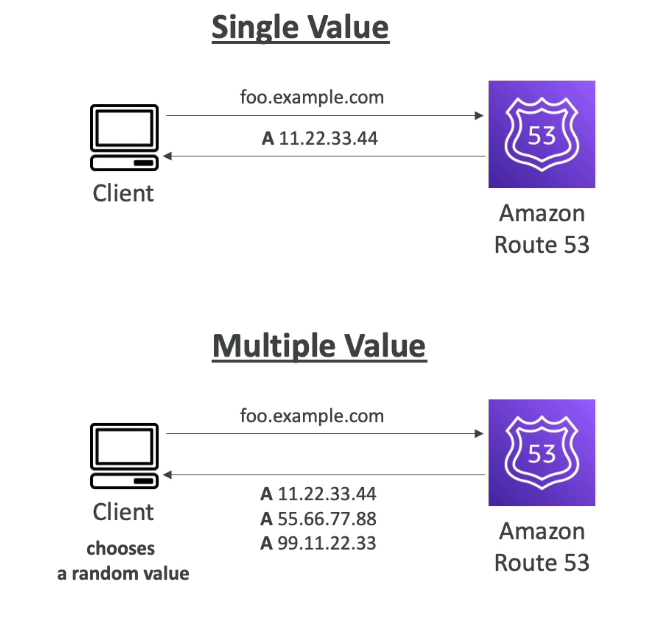 Single Value
foo.example.com
A 11.22.33.44
53
Client
Amazon
Route 53
Multiple Value
foo.example.com
53
A 11.22.33.44
A 55.66.77.88
A 99.11.22.33
Client
chooses
a random value
Amazon
Route 53